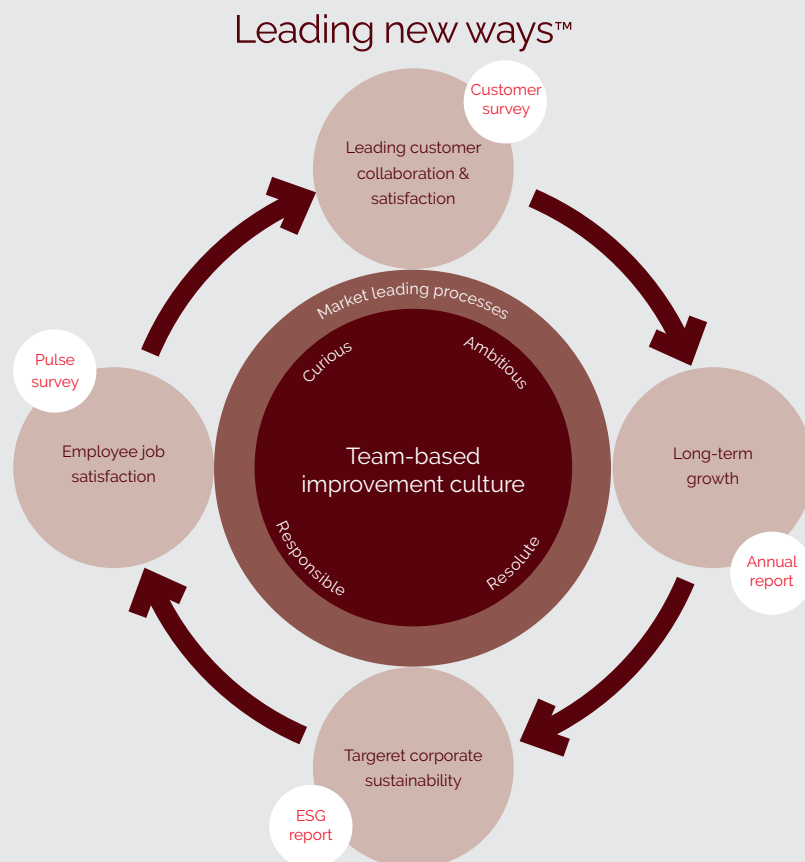 Leading new ways™
Customer
survey
Leading customer
collaboration &
satisfaction
Market leading processes
Curious
Ambitious
Pulse
survey
Employee job
satisfaction
Team-based
improvement culture
Long-term
growth
Responsible
Resolute
Annual
report
Targeret corporate
sustainability
ESG
report